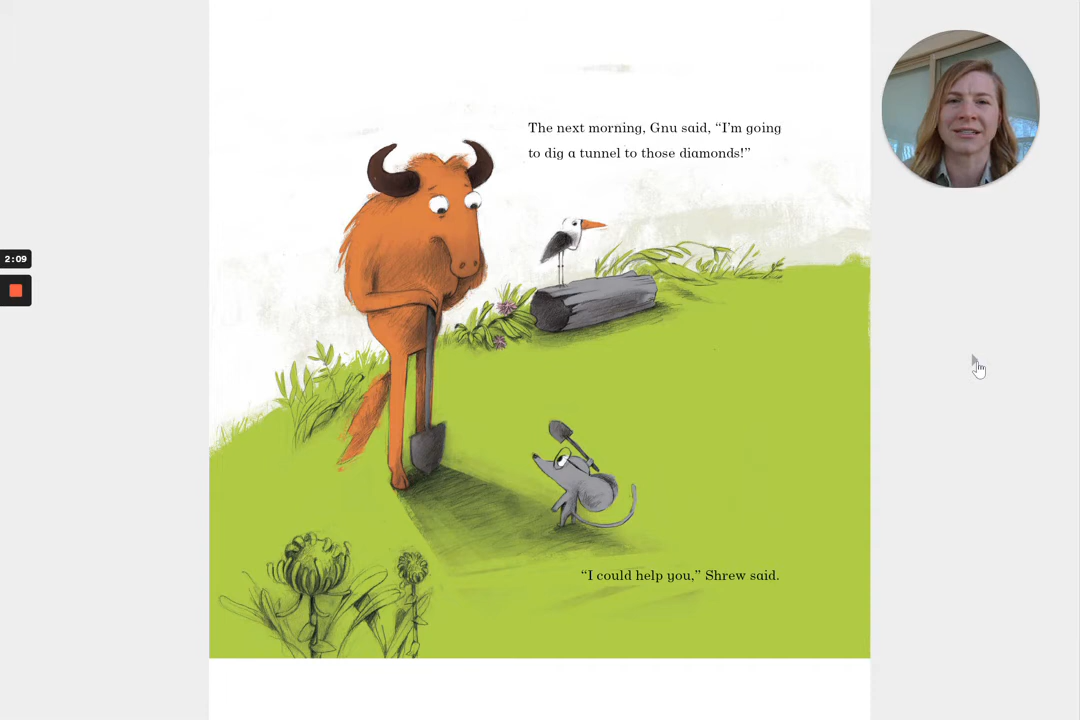 The next morning, Gnu said, “I’m going
to dig a tunnel to those diamonds!”
2:09
“I could help you,” Shrew said.